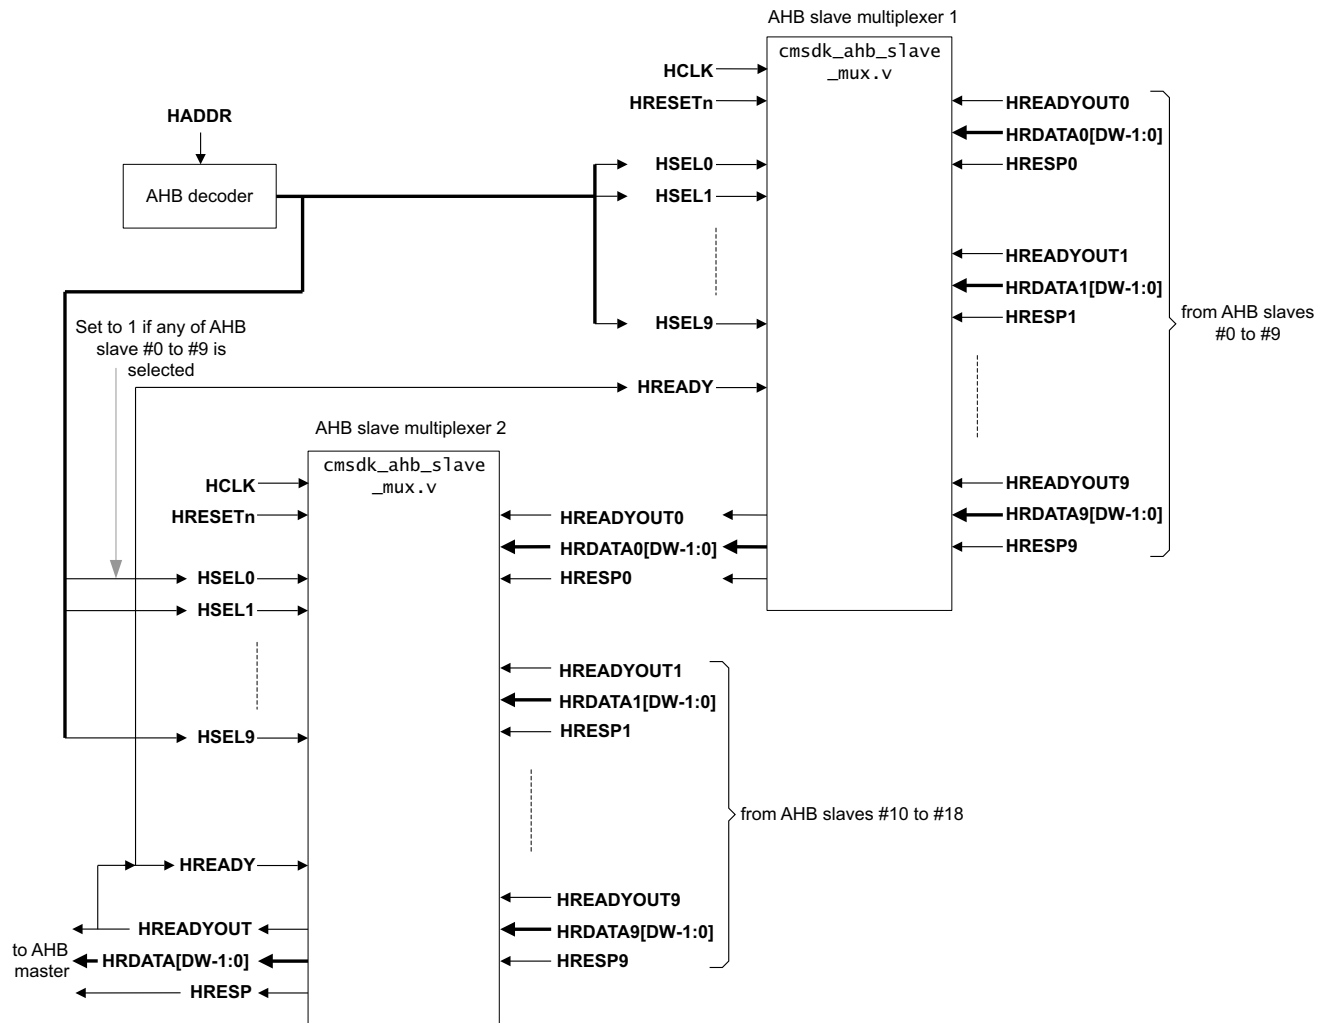 AHB slave multiplexer 1
cmsdk_ahb_slave
_mux.v
HCLK
HRESETn
HREADYOUT0
HADDR
HRDATA0[DW-1:0]
HSEL0
HRESP0
AHB decoder
HSEL1
HREADYOUT1
HRDATA1[DW-1:0]
HSEL9
HRESP1
from AHB slaves
#0 to #9
Set to 1 if any of AHB
slave #0 to #9 is
selected
HREADY
AHB slave multiplexer 2
cmsdk_ahb_slave
_mux.v
HCLK
HRESETn
HREADYOUT9
HRDATA9[DW-1:0]
HRESP9
HREADYOUT0
HRDATA0[DW-1:0]
HSEL0
HRESP0
HSEL1
HREADYOUT1
HRDATA1[DW-1:0]
HSEL9
HRESP1
from AHB slaves #10 to #18
HREADY
HREADYOUT9
HREADYOUT
HRDATA9[DW-1:0]
to AHB
master
HRDATA[DW-1:0]
HRESP9
HRESP